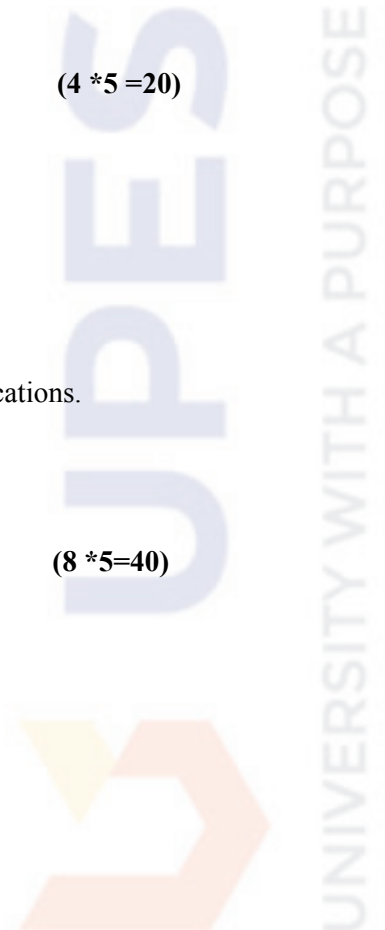 (4 *5 =20)
cations.
(8 *5=40)
UPES
UNIVERSITY WITH A PURPOSE